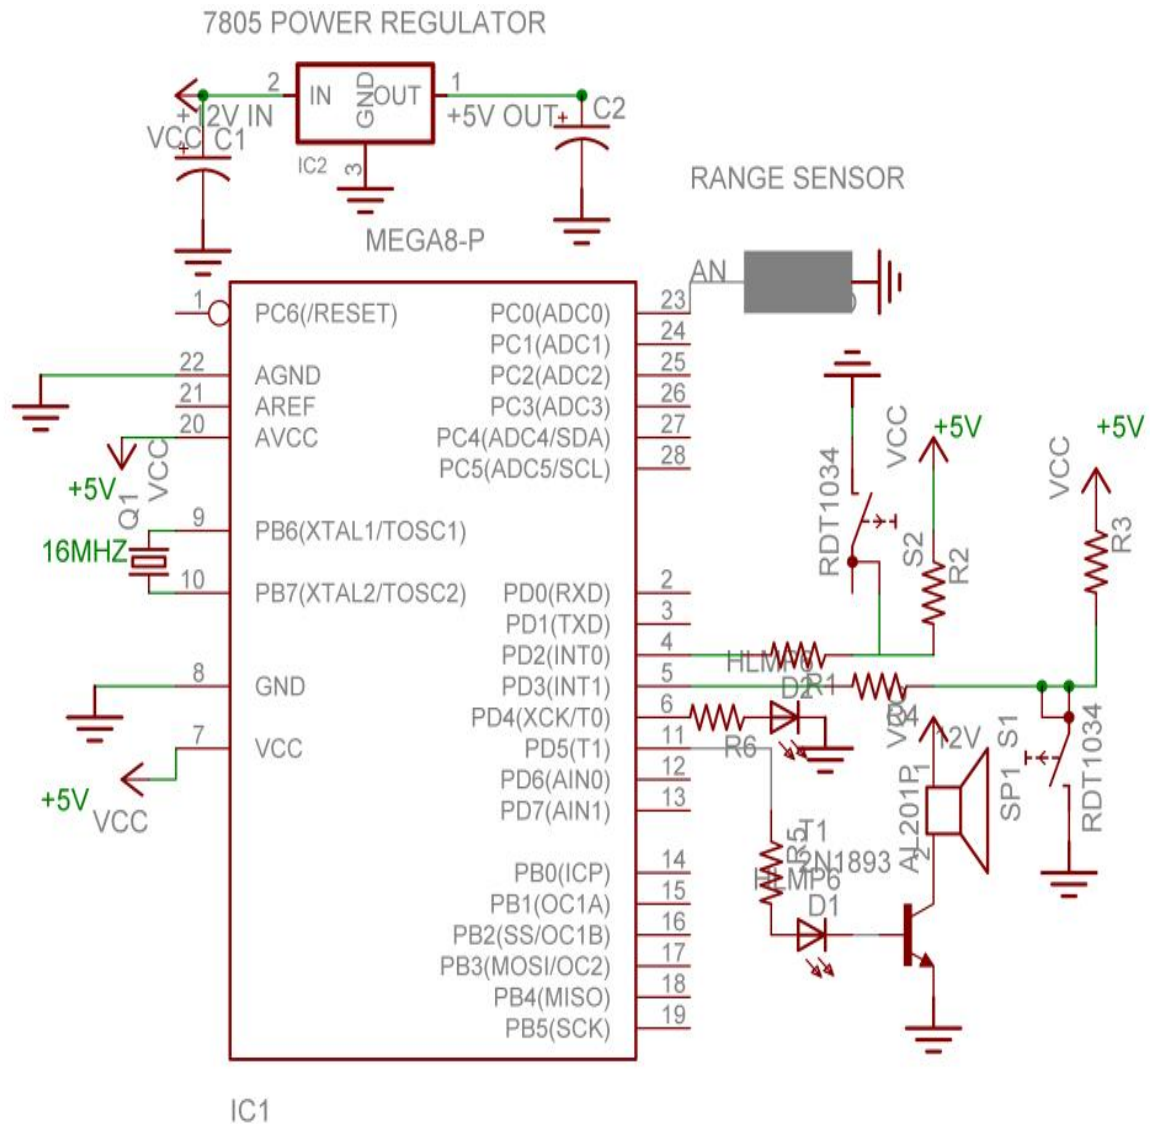 7805 POWER REGULATOR
2 IN GND OUT 1
+12V IN
+5V OUT
+
C2
VCC
+
C1
IC2
3
RANGE SENSOR
MEGA8-P
AN
1 PC6(/RESET)
PC0(ADC0) 23
PC1(ADC1) 24
22 AGND
PC2(ADC2) 25
21 AREF
PC3(ADC3) 26
20 AVCC
PC4(ADC4/SDA) 27
PC5(ADC5/SCL) 28
+5V
VCC
Q1
9 PB6(XTAL1/TOSC1)
16MHZ
10 PB7(XTAL2/TOSC2)
PD0(RXD) 2
PD1(TXD) 3
PD2(INT0) 4
8 GND
PD3(INT1) 5
PD4(XCK/T0) 6
7 VCC
PD5(T1) 11
PD6(AIN0) 12
+5V
PD7(AIN1) 13
VCC
PB0(ICP) 14
PB1(OC1A) 15
PB2(SS/OC1B) 16
PB3(MOSI/OC2) 17
PB4(MISO) 18
PB5(SCK) 19
IC1
RDT1034
S2
VCC
+5V
R2
VCC
+5V
R3
HLMP6
D2
R1
R4
R6
12V
S1
RDT1034
SP1
AL201P
1
2
R5
T1
2N1893
HLMP6
D1